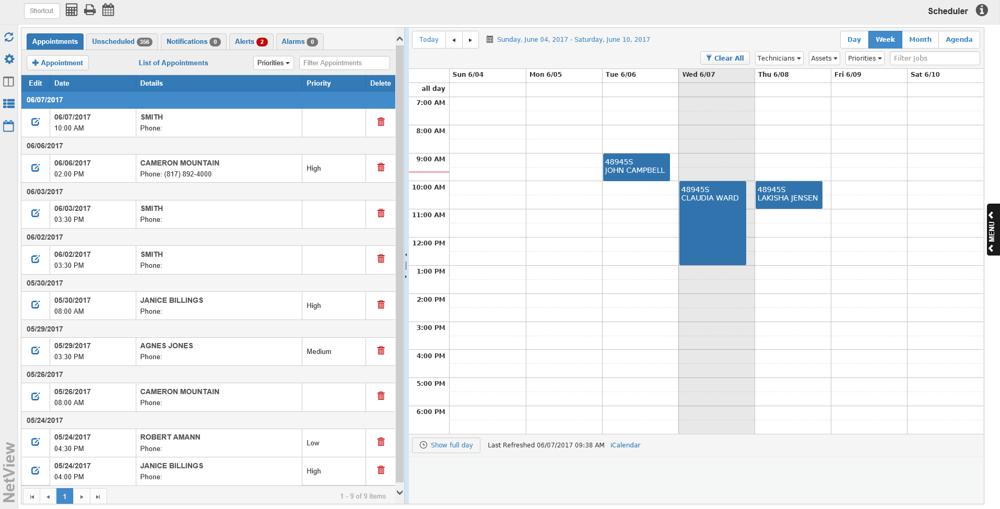 Shortcut
Scheduler
Appointments
Unscheduled 356
Notifications 0
Alerts 2
Alarms 0
Appointment
List of Appointments
Priorities
Filter Appointments
Edit Date Details Priority Delete
06/07/2017
06/07/2017 SMITH
10:00 AM Phone:
06/06/2017
06/06/2017 CAMERON MOUNTAIN
02:00 PM Phone: (817) 892-4000
High
06/03/2017
06/03/2017 SMITH
03:30 PM Phone:
06/02/2017
06/02/2017 SMITH
03:30 PM Phone:
05/30/2017
05/30/2017 JANICE BILLINGS
08:00 AM Phone:
High
05/29/2017
05/29/2017 AGNES JONES
03:30 PM Phone:
Medium
05/26/2017
05/26/2017 CAMERON MOUNTAIN
08:00 AM Phone:
05/24/2017
05/24/2017 ROBERT AMANN
04:30 PM Phone:
Low
05/24/2017 JANICE BILLINGS
04:00 PM Phone:
High
1
1 - 9 of 9 items
NetView
Today
Sunday, June 04, 2017 - Saturday, June 10, 2017
Day Week Month Agenda
Clear All
Technicians
Assets
Priorities
Filter Jobs
Sun 6/04 Mon 6/05 Tue 6/06 Wed 6/07 Thu 6/08 Fri 6/09 Sat 6/10
all day
7:00 AM
8:00 AM
9:00 AM
48945S
JOHN CAMPBELL
10:00 AM
48945S
CLAUDIA WARD
48945S
LAKISHA JENSEN
11:00 AM
12:00 PM
1:00 PM
2:00 PM
3:00 PM
4:00 PM
5:00 PM
6:00 PM
Show full day
Last Refreshed 06/07/2017 09:38 AM
iCalendar
MENU